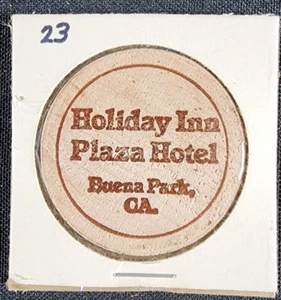 23
Holiday Inn
Plaza Hotel
Buena Park,
CA.